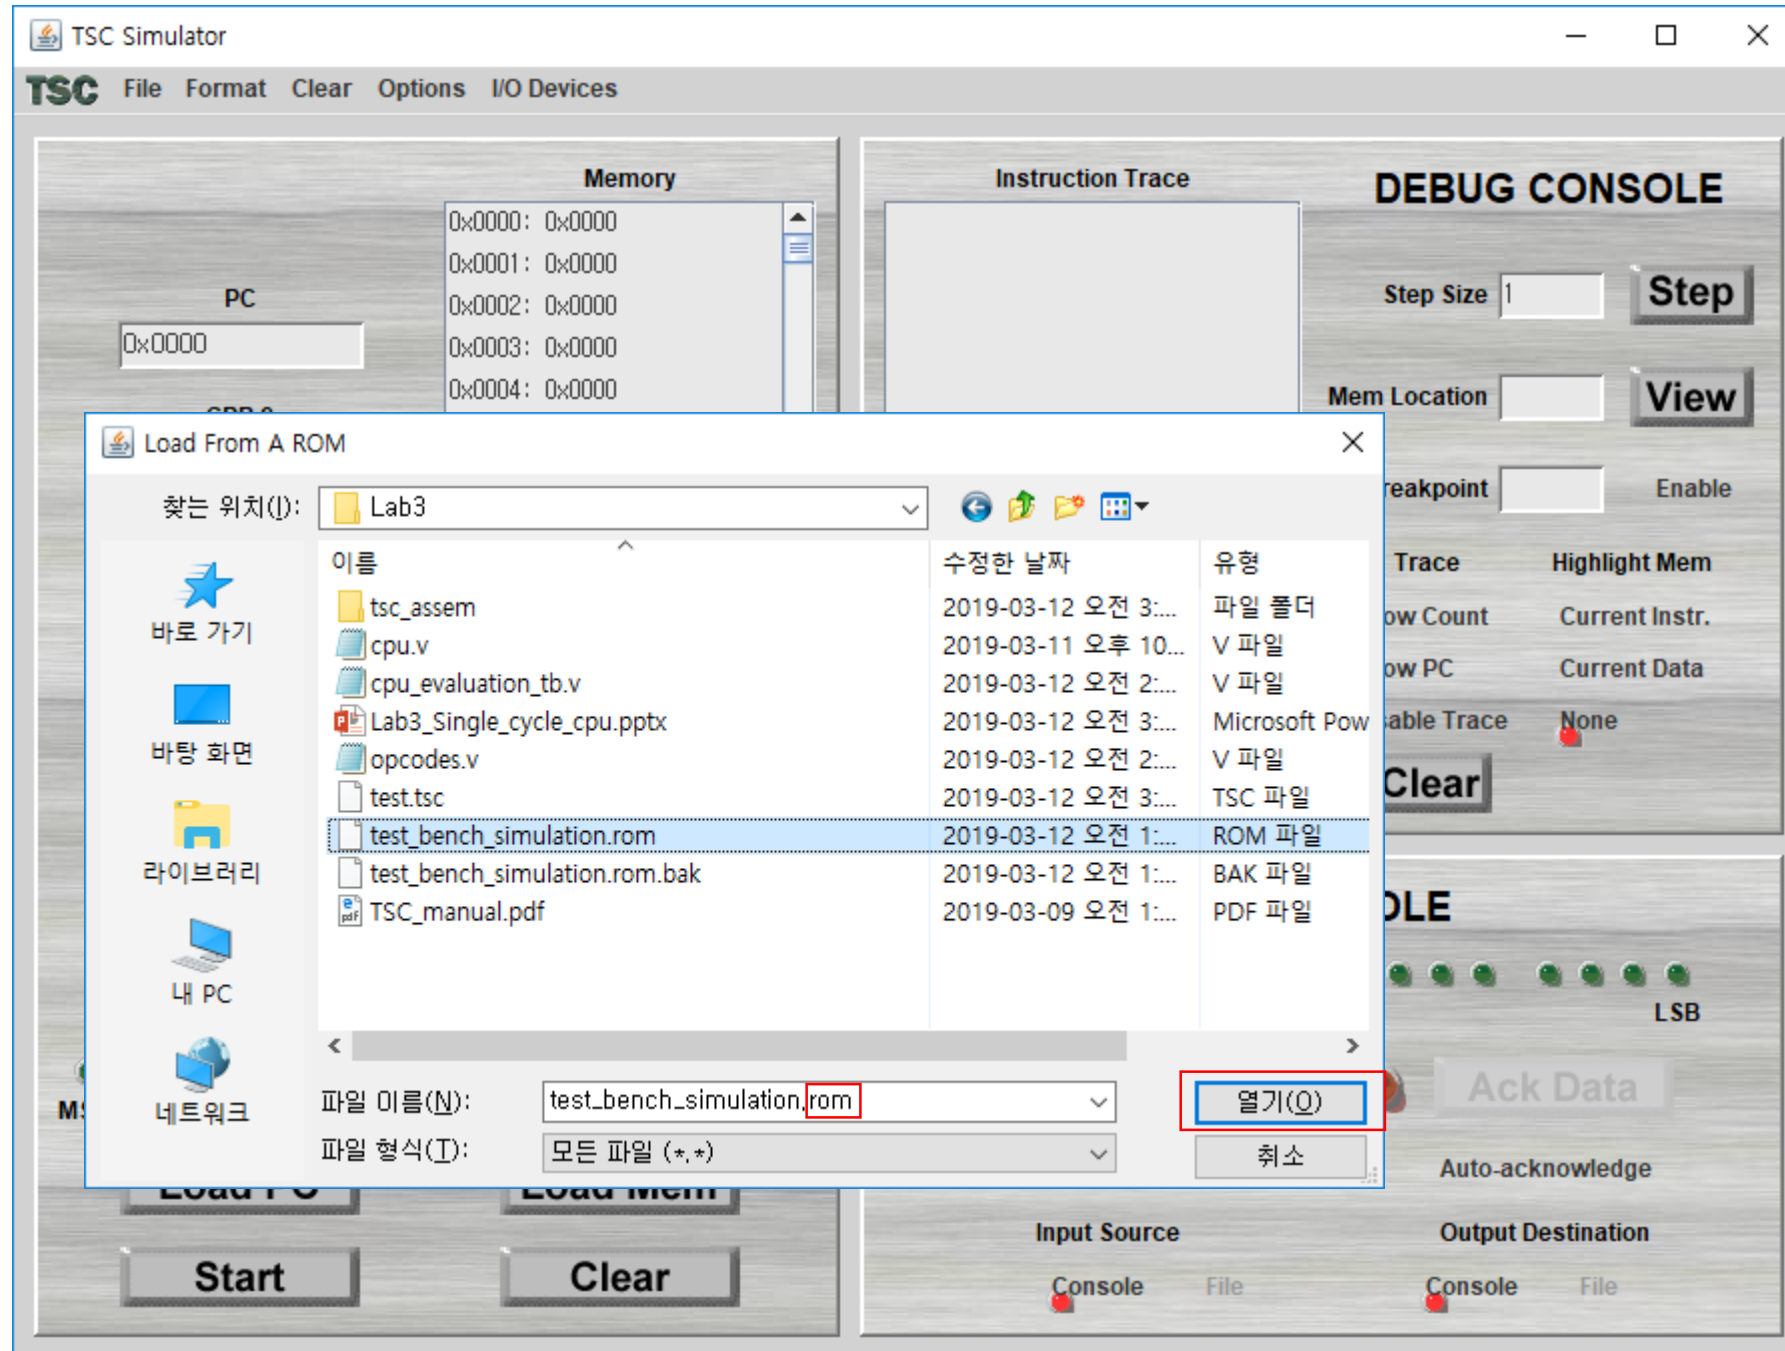 TSC Simulator
TSC File Format Clear Options I/O Devices
Memory
0x0000: 0x0000
0x0001: 0x0000
0x0002: 0x0000
0x0003: 0x0000
0x0004: 0x0000
PC
0x0000
Instruction Trace
DEBUG CONSOLE
Step Size 1 Step
Mem Location View
reakpoint Enable
Trace Highlight Mem
ow Count Current Instr.
ow PC Current Data
able Trace None
Clear
Load From A ROM
찾는 위치(I): Lab3
이름 수정한 날짜 유형
tsc_assem 2019-03-12 오전 3:... 파일 폴더
cpu.v 2019-03-11 오후 10... V 파일
cpu_evaluation_tb.v 2019-03-12 오전 2:... V 파일
Lab3_Single_cycle_cpu.pptx 2019-03-12 오전 3:... Microsoft Pow
opcodes.v 2019-03-12 오전 2:... V 파일
test.tsc 2019-03-12 오전 3:... TSC 파일
test_bench_simulation.rom 2019-03-12 오전 1:... ROM 파일
test_bench_simulation.rom.bak 2019-03-12 오전 1:... BAK 파일
TSC_manual.pdf 2019-03-09 오전 1:... PDF 파일
바로 가기
바탕 화면
라이브러리
내 PC
네트워크
파일 이름(N): test_bench_simulation.rom 열기(O)
파일 형식(T): 모든 파일 (*.*) 취소
OLE
LSB
MS
Ack Data
Auto-acknowledge
Load PC Load Mem
Start Clear
Input Source Output Destination
Console File Console File